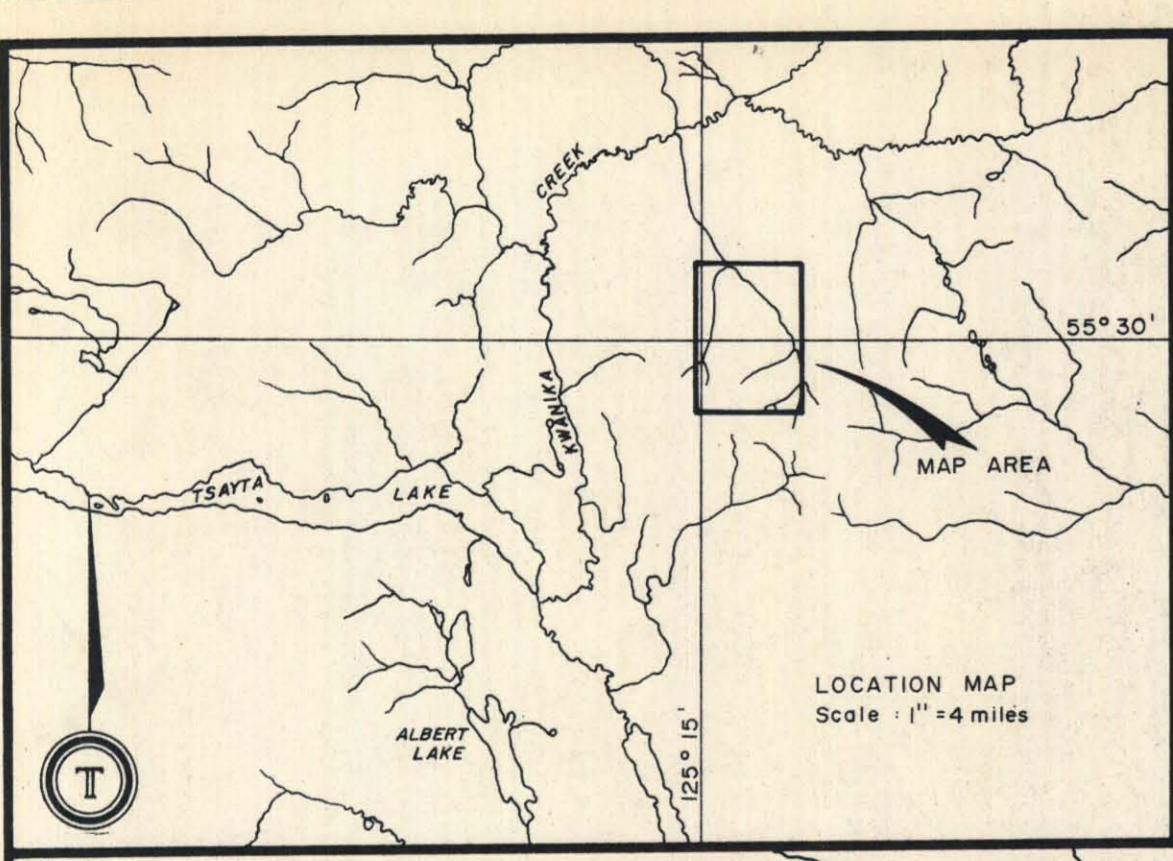 CREEK
55° 30'
KWANIKA
MAP AREA
TSAYTA LAKE
LOCATION MAP
Scale : 1" = 4 miles
ALBERT
LAKE
125° 15'
T